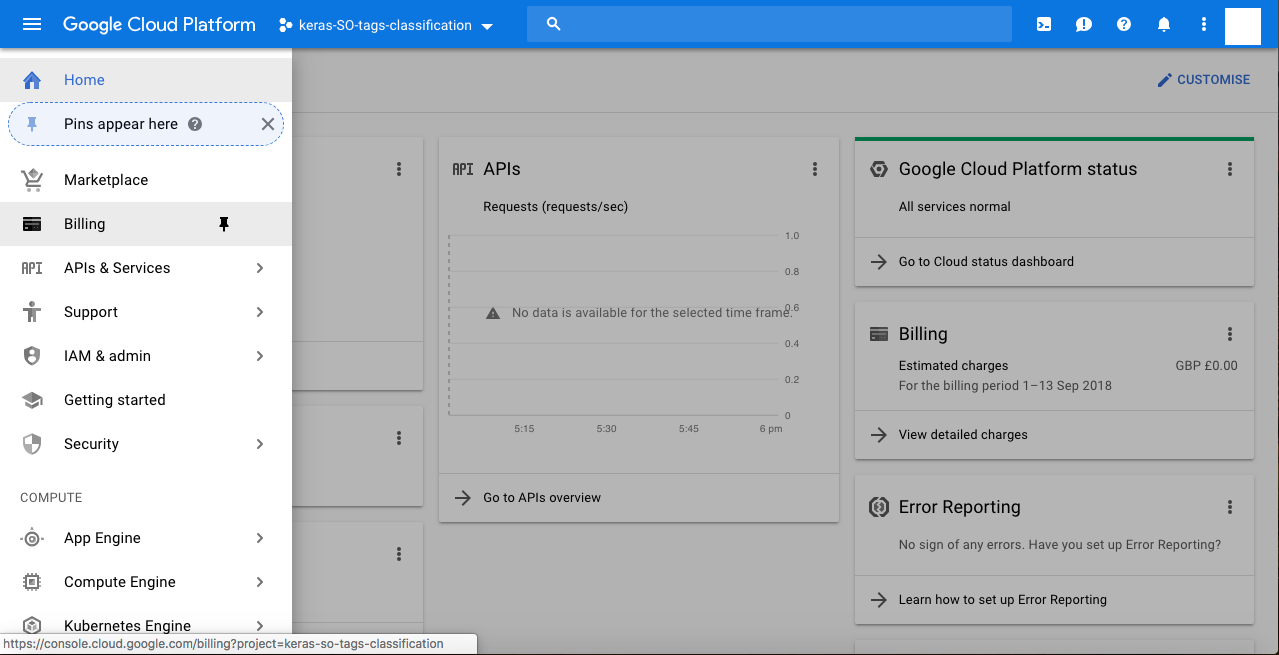 Google Cloud Platform
keras-SO-tags-classification
Home
Pins appear here
Marketplace
Billing
API APIs & Services
Support
IAM & admin
Getting started
Security
COMPUTE
App Engine
Compute Engine
Kubernetes Engine
https://console.cloud.google.com/billing?project=keras-so-tags-classification
CUSTOMISE
API APIs
Requests (requests/sec)
1.0
0.8
0.6
No data is available for the selected time frame.
0.4
0.2
0
5:15 5:30 5:45 6 pm
Go to APIs overview
Google Cloud Platform status
All services normal
Go to Cloud status dashboard
Billing
Estimated charges GBP £0.00
For the billing period 1–13 Sep 2018
View detailed charges
Error Reporting
No sign of any errors. Have you set up Error Reporting?
Learn how to set up Error Reporting